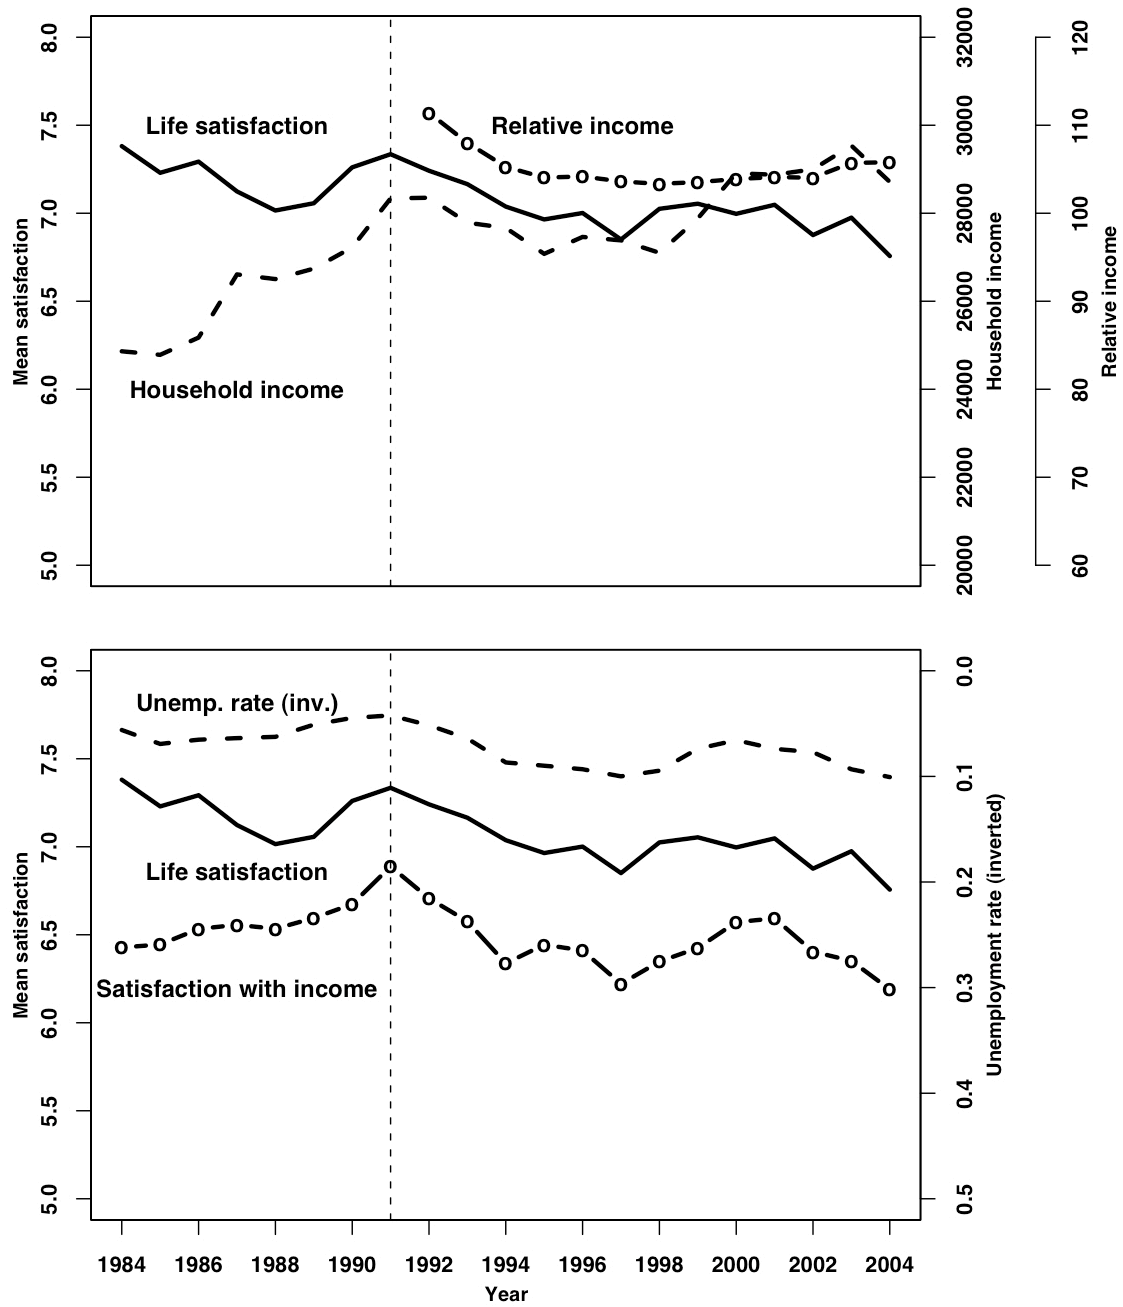 8.0
7.5
7.0
6.5
6.0
5.5
5.0
Mean satisfaction
Life satisfaction
Relative income
Household income
32000
30000
28000
26000
24000
22000
20000
Household income
120
110
100
90
80
70
60
Relative income
8.0
7.5
7.0
6.5
6.0
5.5
5.0
Mean satisfaction
Unemp. rate (inv.)
Life satisfaction
Satisfaction with income
0.0
0.1
0.2
0.3
0.4
0.5
Unemployment rate (inverted)
1984 1986 1988 1990 1992 1994 1996 1998 2000 2002 2004
Year